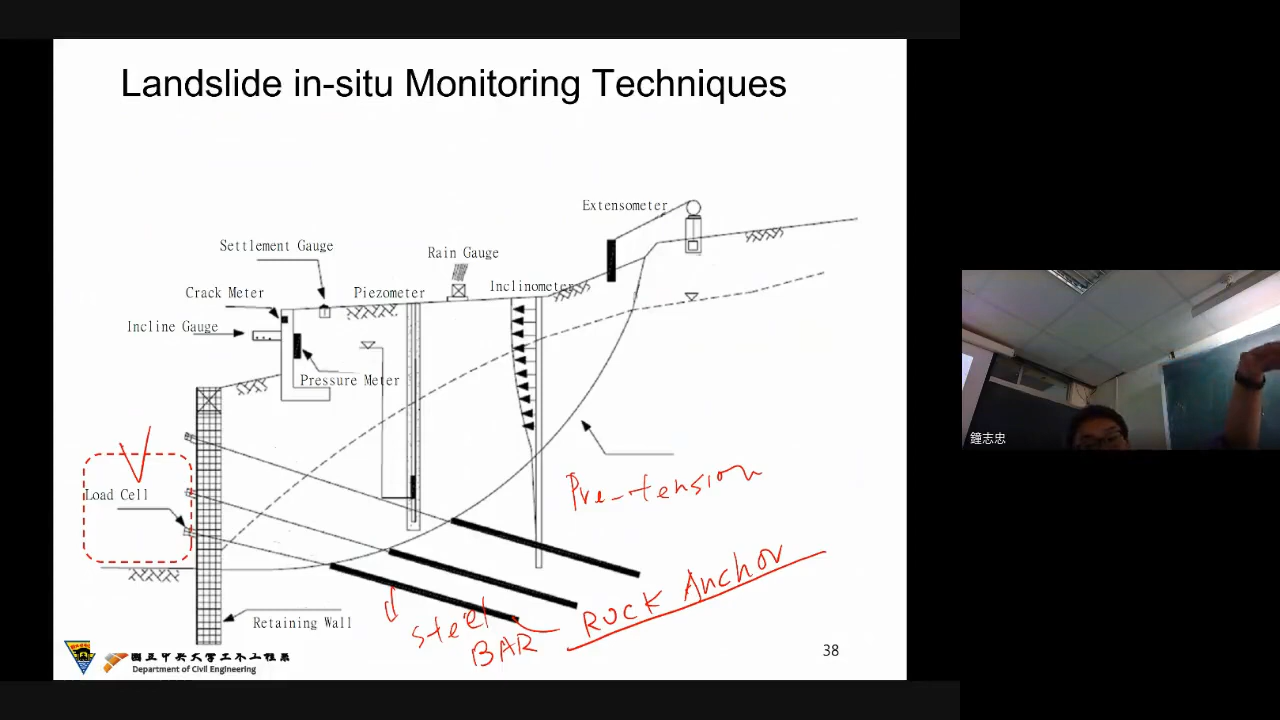 Landslide in-situ Monitoring Techniques
Extensometer
Settlement Gauge
Rain Gauge
Crack Meter
Piezometer
Inclinometer
Incline Gauge
Pressure Meter
Load Cell
Pre-tension
Rock Anchor
Steel
BAR
Retaining Wall
國立中央大學土木工程系
Department of Civil Engineering
38
鐘志忠